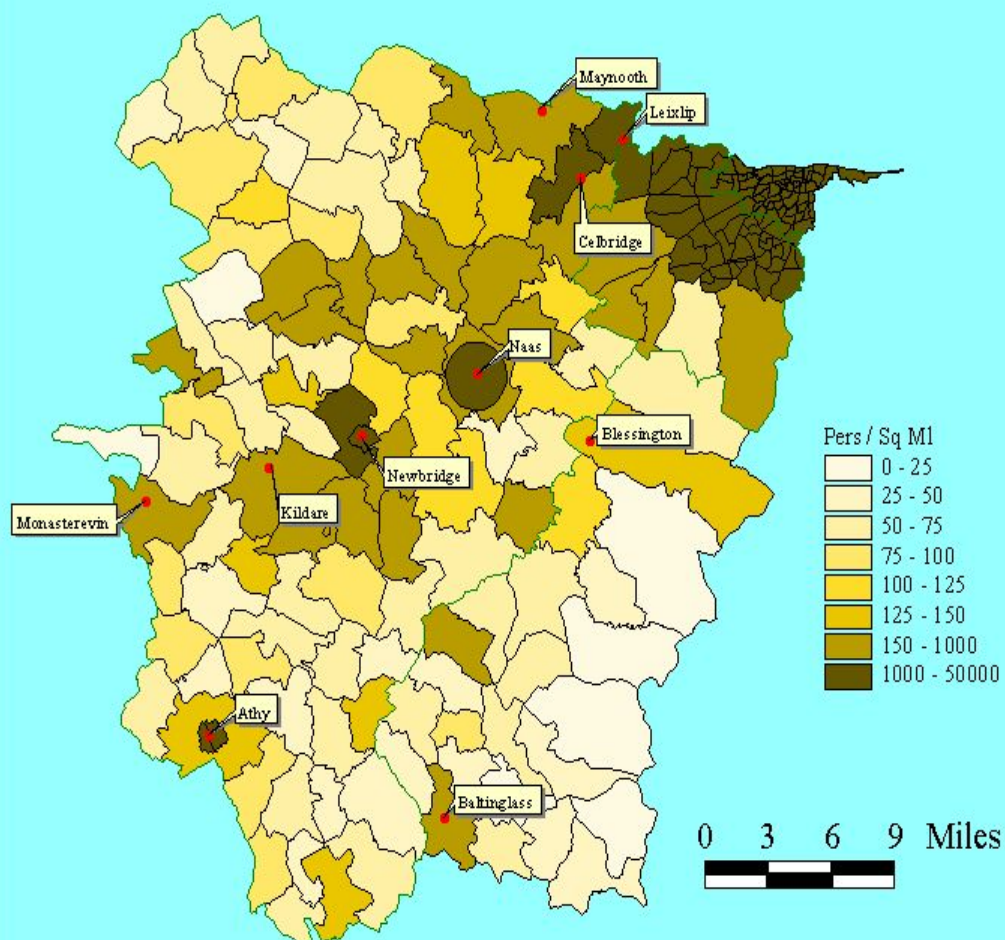 Maynooth
Leixlip
Celbridge
Naas
Blessington
Newbridge
Kildare
Monasterevin
Athy
Baltinglass
Pers / Sq Ml
0 - 25
25 - 50
50 - 75
75 - 100
100 - 125
125 - 150
150 - 1000
1000 - 50000
0 3 6 9 Miles